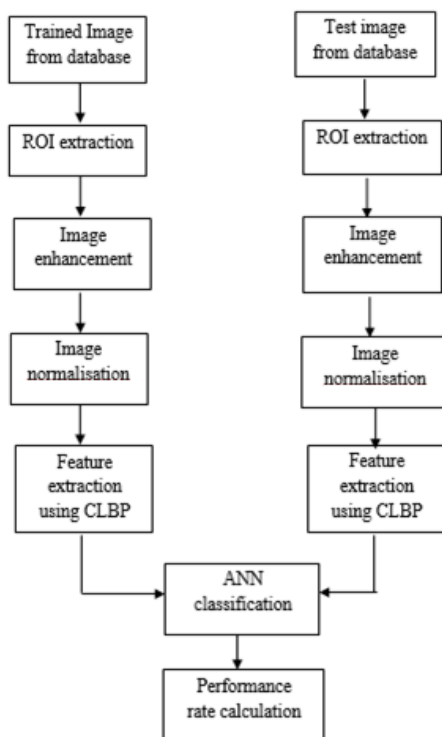 Trained Image
from database
ROI extraction
Image
enhancement
Image
normalisation
Feature
extraction
using CLBP
Test image
from database
ROI extraction
Image
enhancement
Image
normalisation
Feature
extraction
using CLBP
ANN
classification
Performance
rate calculation